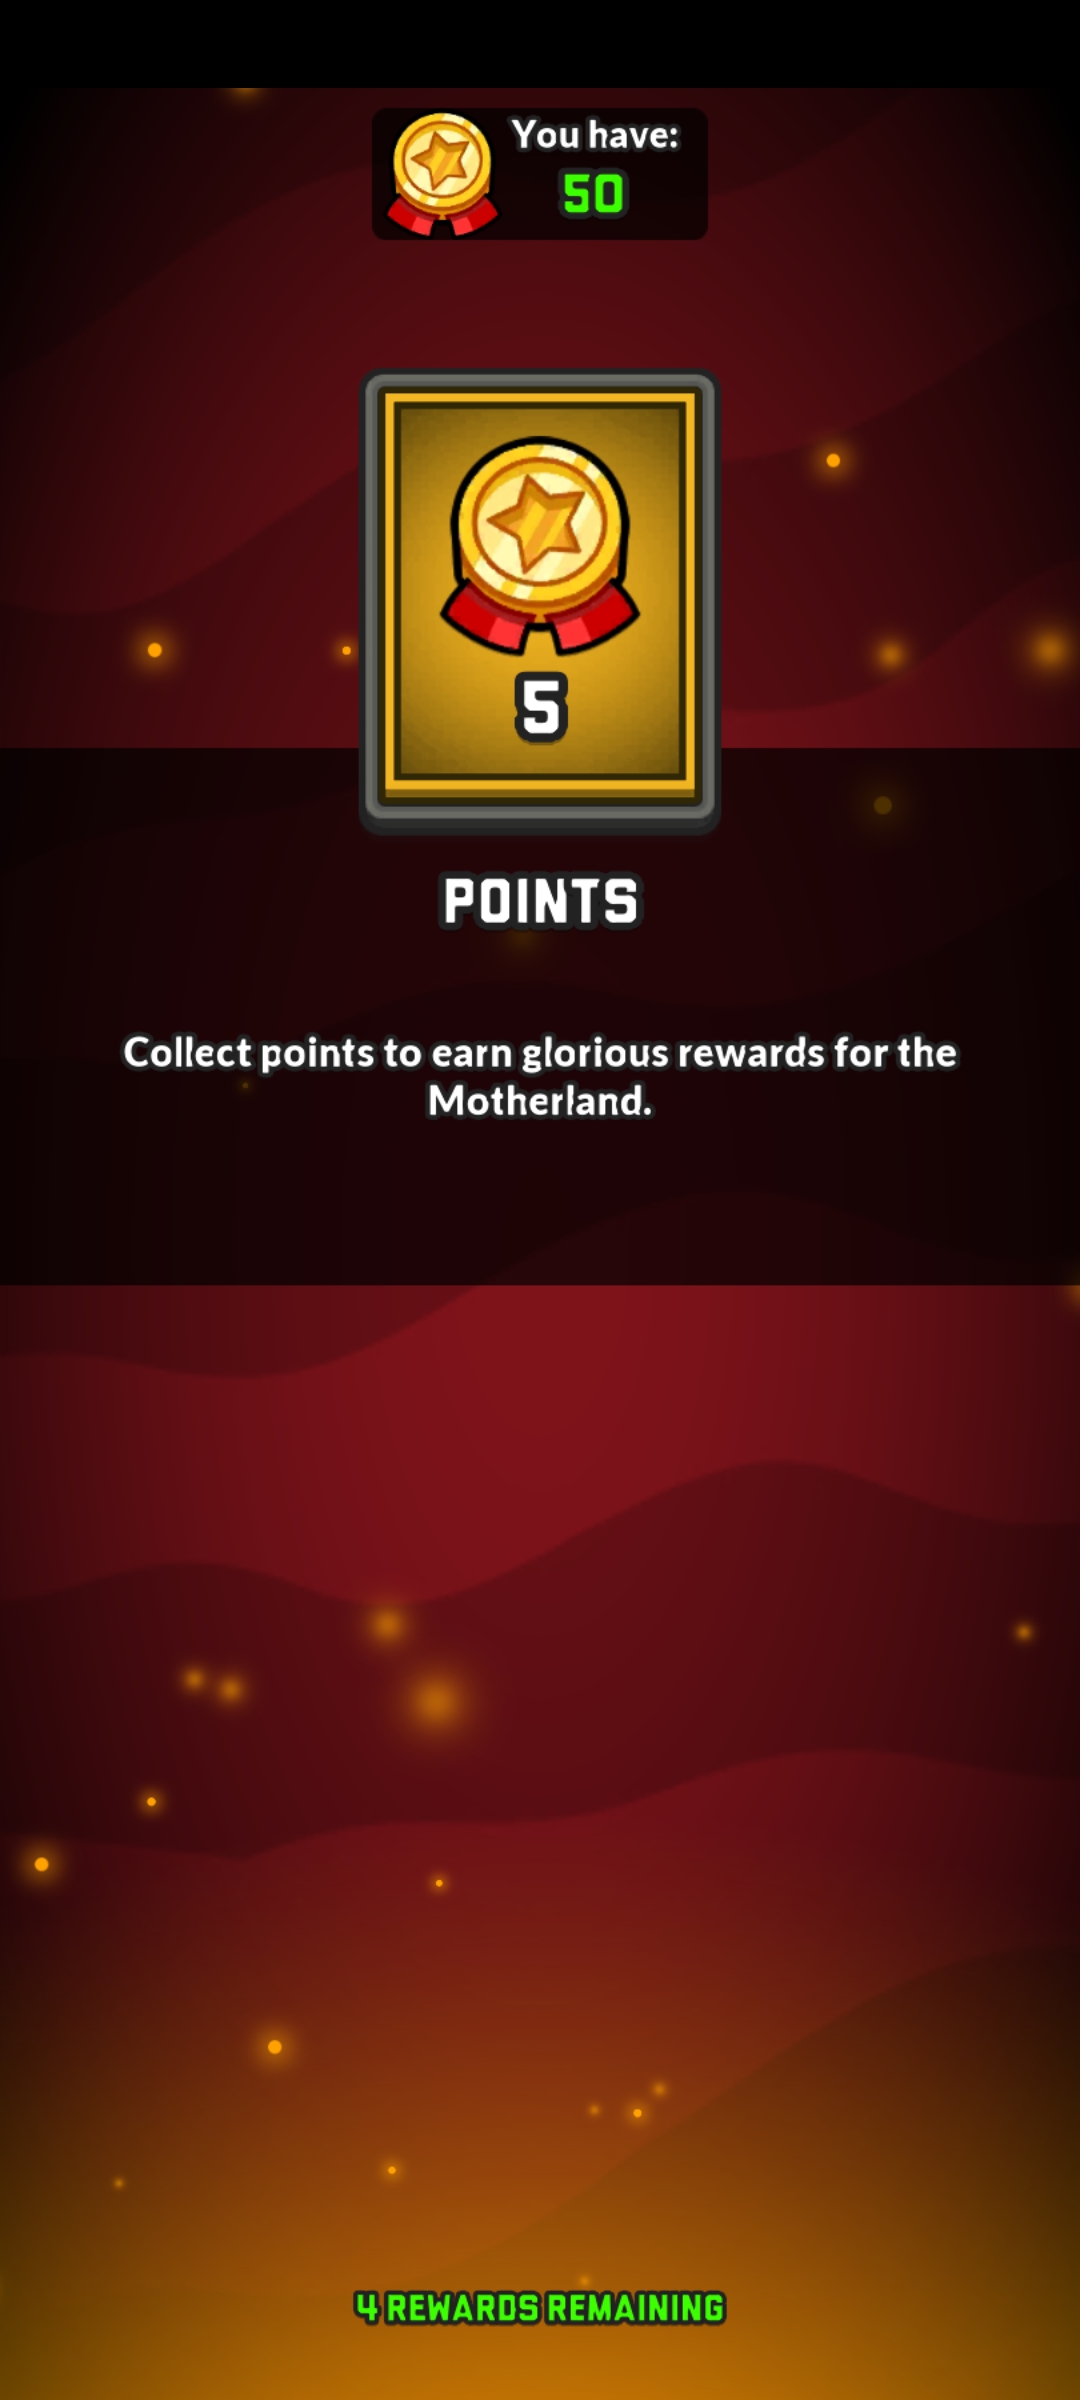 You have:
50
5
POINTS
Collect points to earn glorious rewards for the
Motherland.
4 REWARDS REMAINING